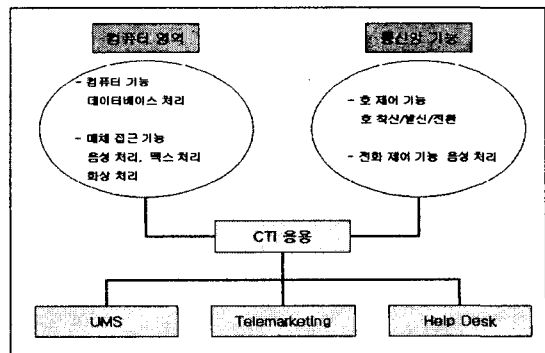 컴퓨터 영역
통신망 기능
- 컴퓨터 기능
데이터베이스 처리
- 매체 접근 기능
음성 처리, 팩스 처리
화상 처리
- 호 제어 기능
호 착신/발신/전환
- 전화 제어 기능 음성 처리
CTI 응용
UMS
Telemarketing
Help Desk